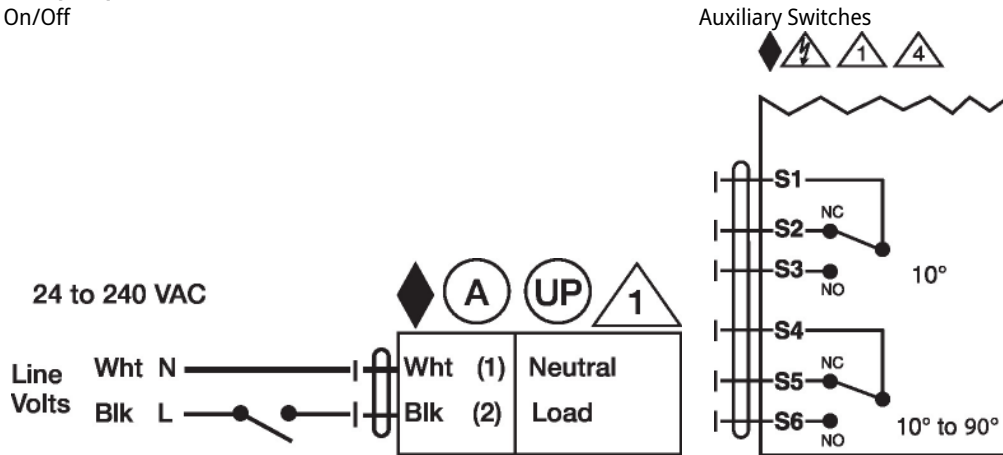 On/Off
24 to 240 VAC
A UP 1
Line Volts
Wht N
Blk L
Wht (1) Neutral
Blk (2) Load
Auxiliary Switches
1 4
S1
S2 NC
S3 NO
10°
S4
S5 NC
S6 NO
10° to 90°